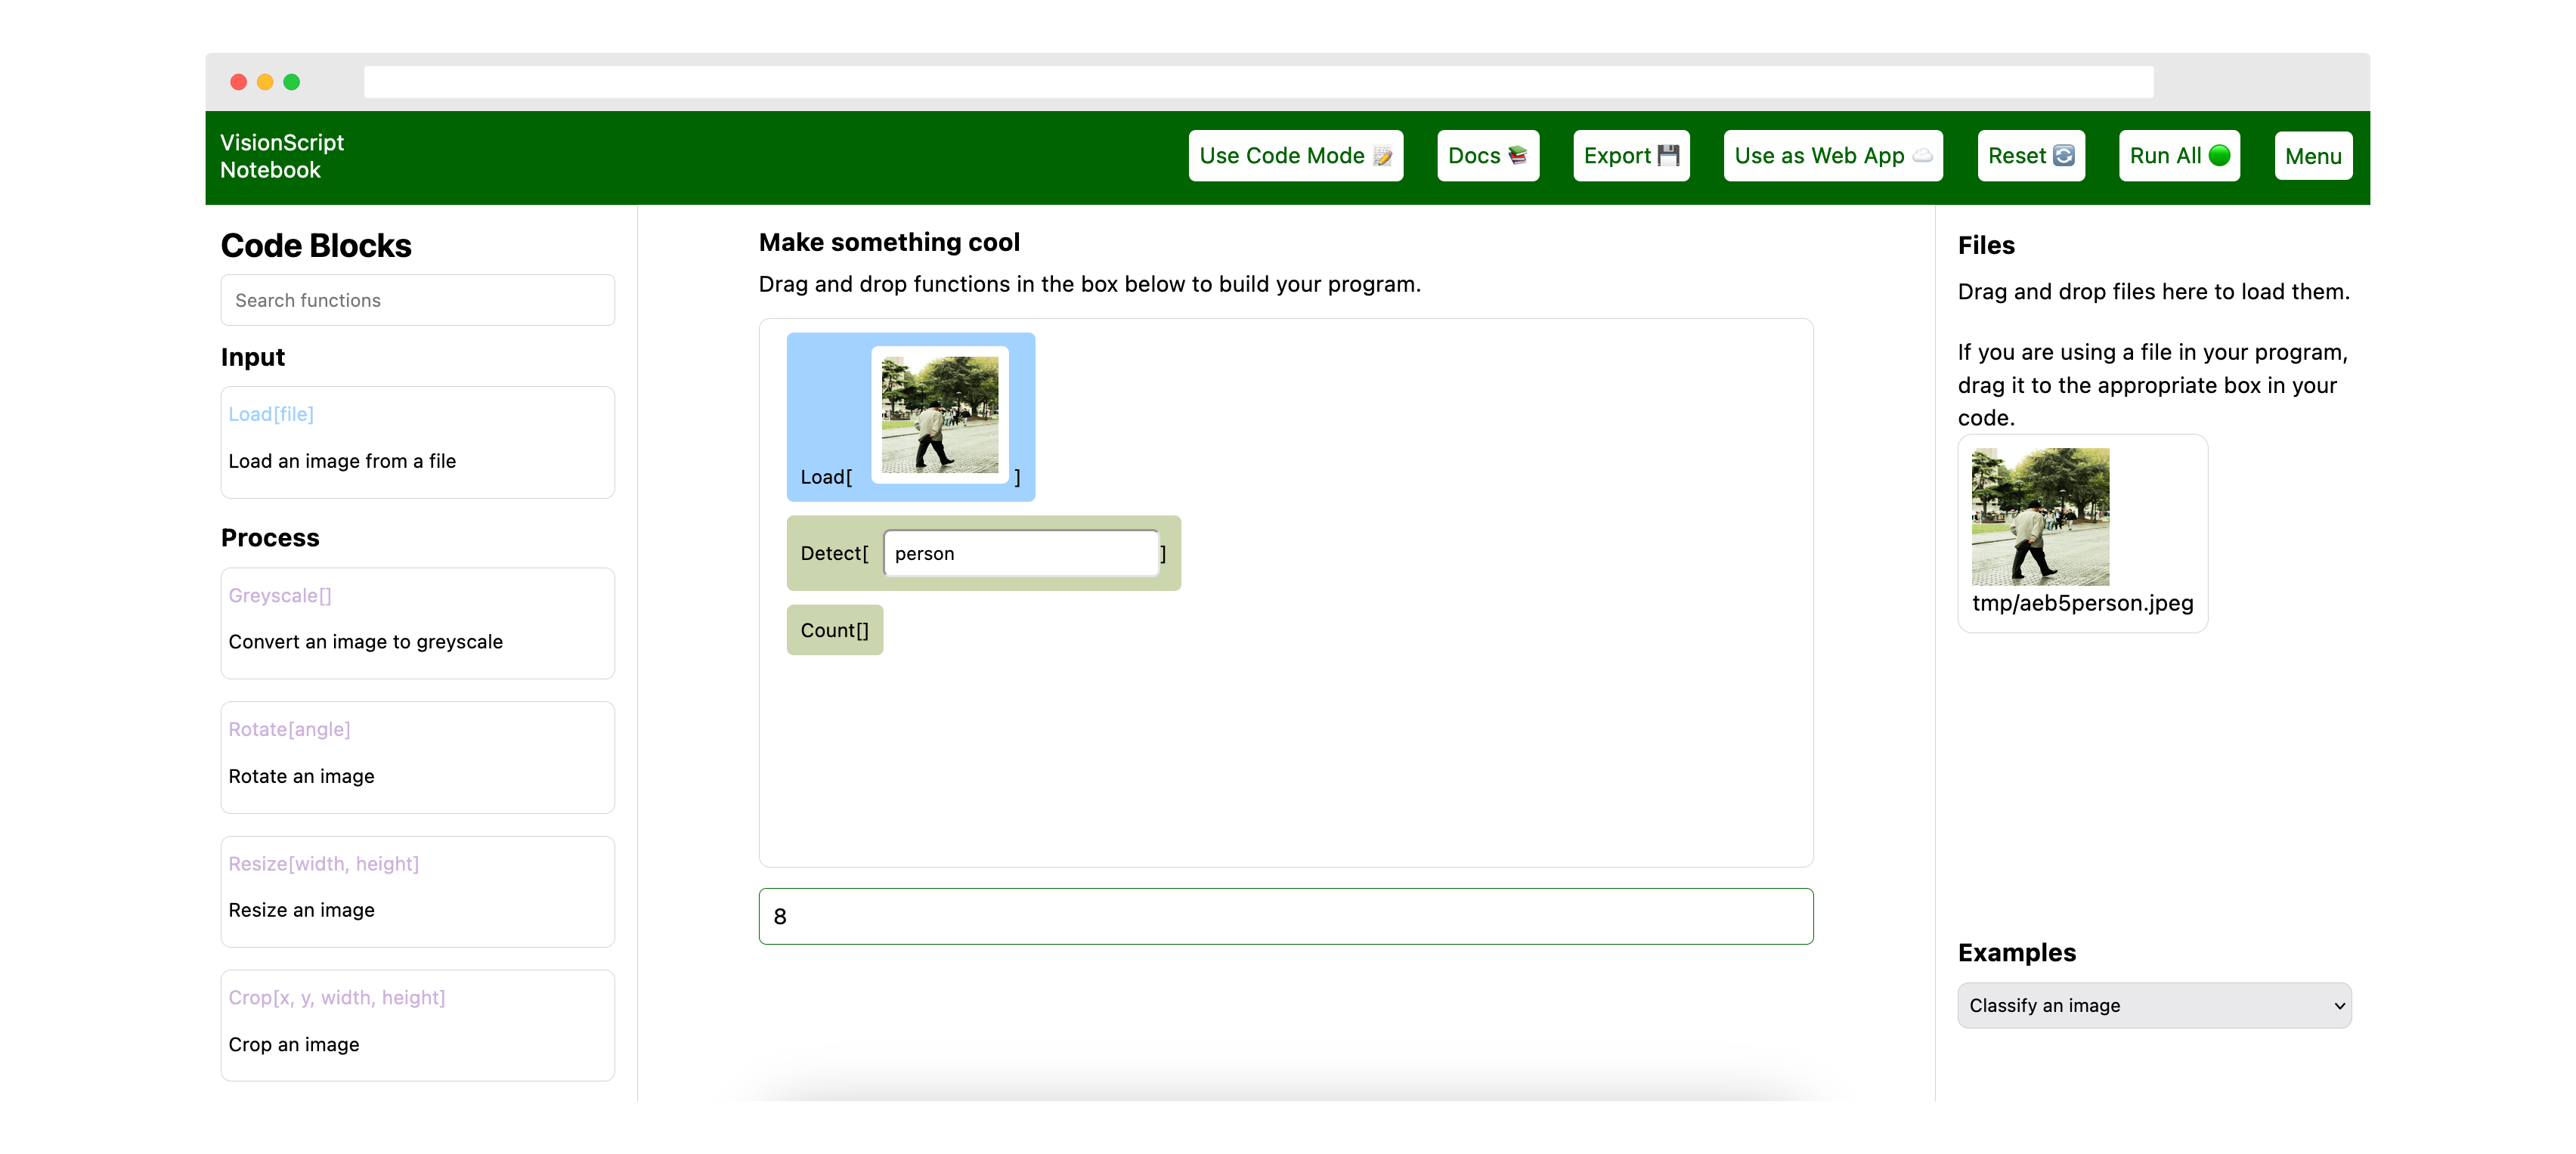 VisionScript
Notebook
Use Code Mode 📝
Docs 📚
Export 💾
Use as Web App ☁️
Reset 🔄
Run All 🟢
Menu
Code Blocks
Search functions
Input
Load[file]
Load an image from a file
Process
Greyscale[]
Convert an image to greyscale
Rotate[angle]
Rotate an image
Resize[width, height]
Resize an image
Crop[x, y, width, height]
Crop an image
Make something cool
Drag and drop functions in the box below to build your program.
Load[ ]
Detect[ person ]
Count[]
8
Files
Drag and drop files here to load them.
If you are using a file in your program,
drag it to the appropriate box in your
code.
tmp/aeb5person.jpeg
Examples
Classify an image